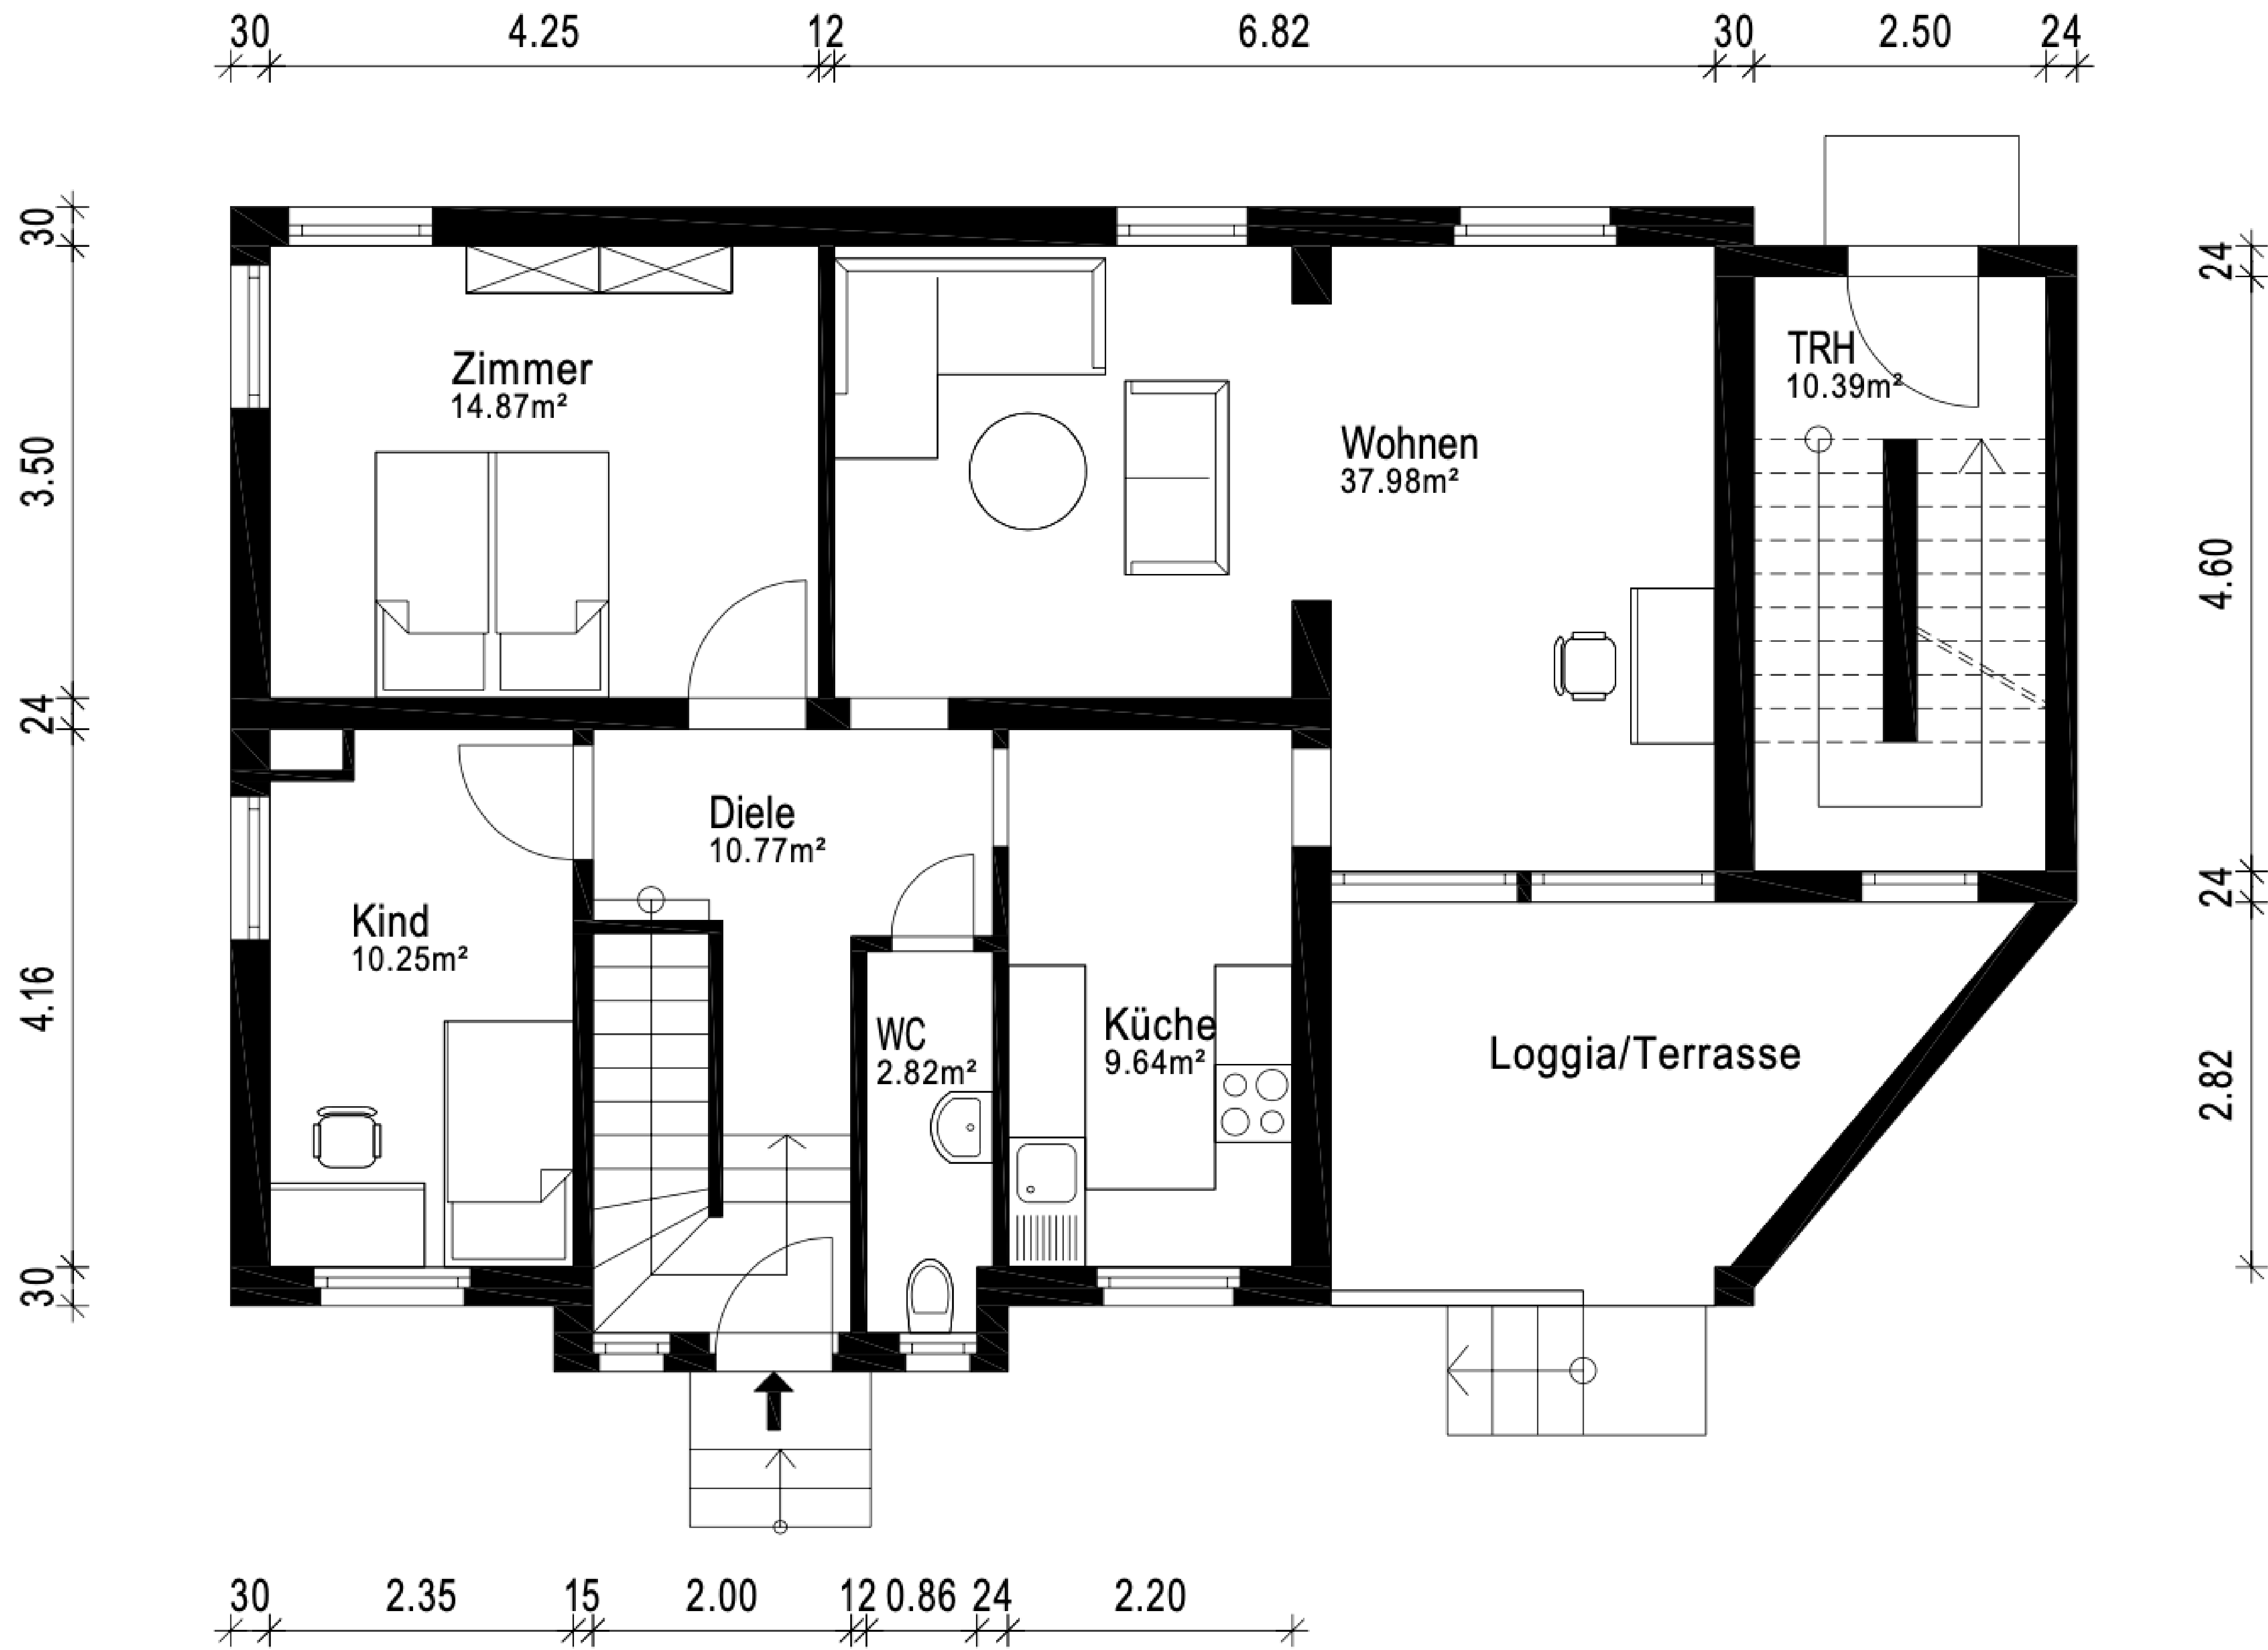 30 4.25 12 6.82 30 2.50 24
30
24
TRH
10.39m²
Zimmer
14.87m²
Wohnen
37.98m²
3.50
4.60
24
Diele
10.77m²
24
Kind
10.25m²
4.16
WC
2.82m²
Küche
9.64m²
Loggia/Terrasse
2.82
30
30 2.35 15 2.00 12 0.86 24 2.20